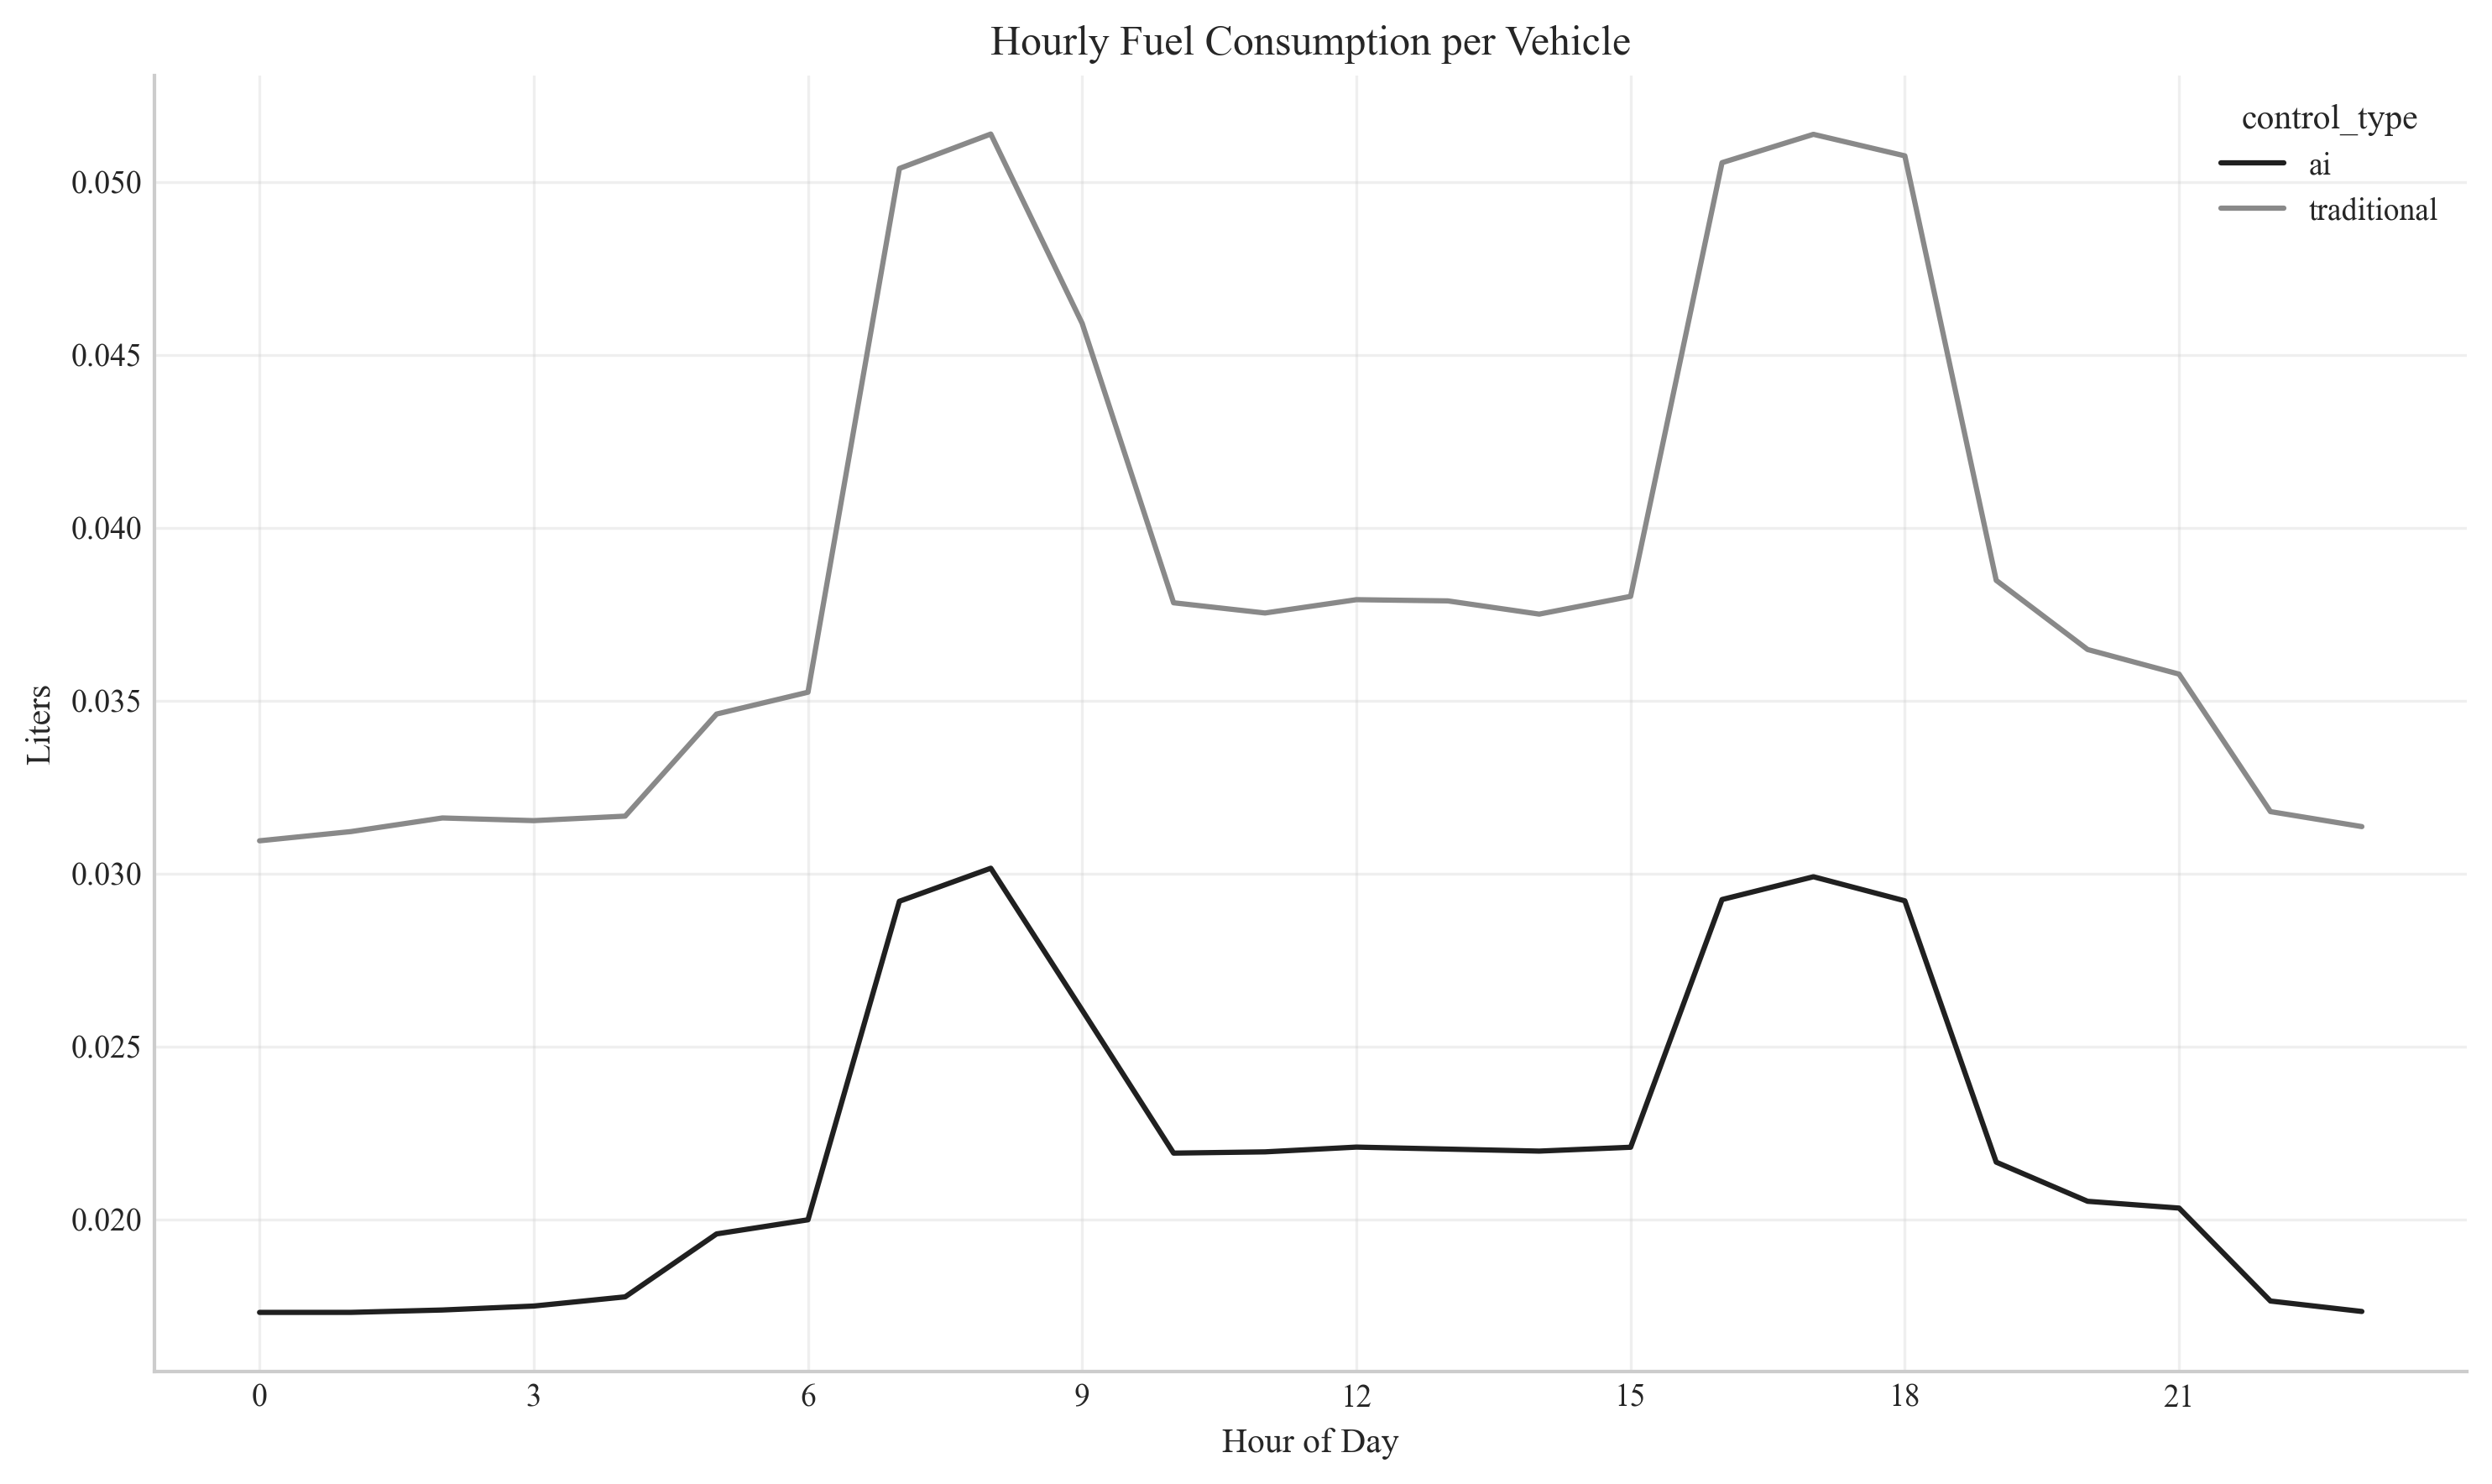 Hourly Fuel Consumption per Vehicle
control_type
ai
traditional
0.050
0.045
0.040
0.035
0.030
0.025
0.020
Liters
0 3 6 9 12 15 18 21
Hour of Day